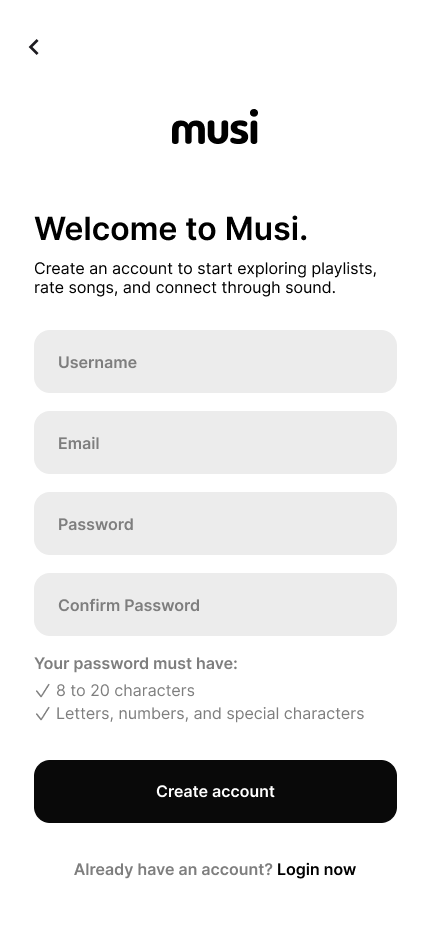 musi
Welcome to Musi.
Create an account to start exploring playlists,
rate songs, and connect through sound.
Username
Email
Password
Confirm Password
Your password must have:
8 to 20 characters
Letters, numbers, and special characters
Create account
Already have an account? Login now